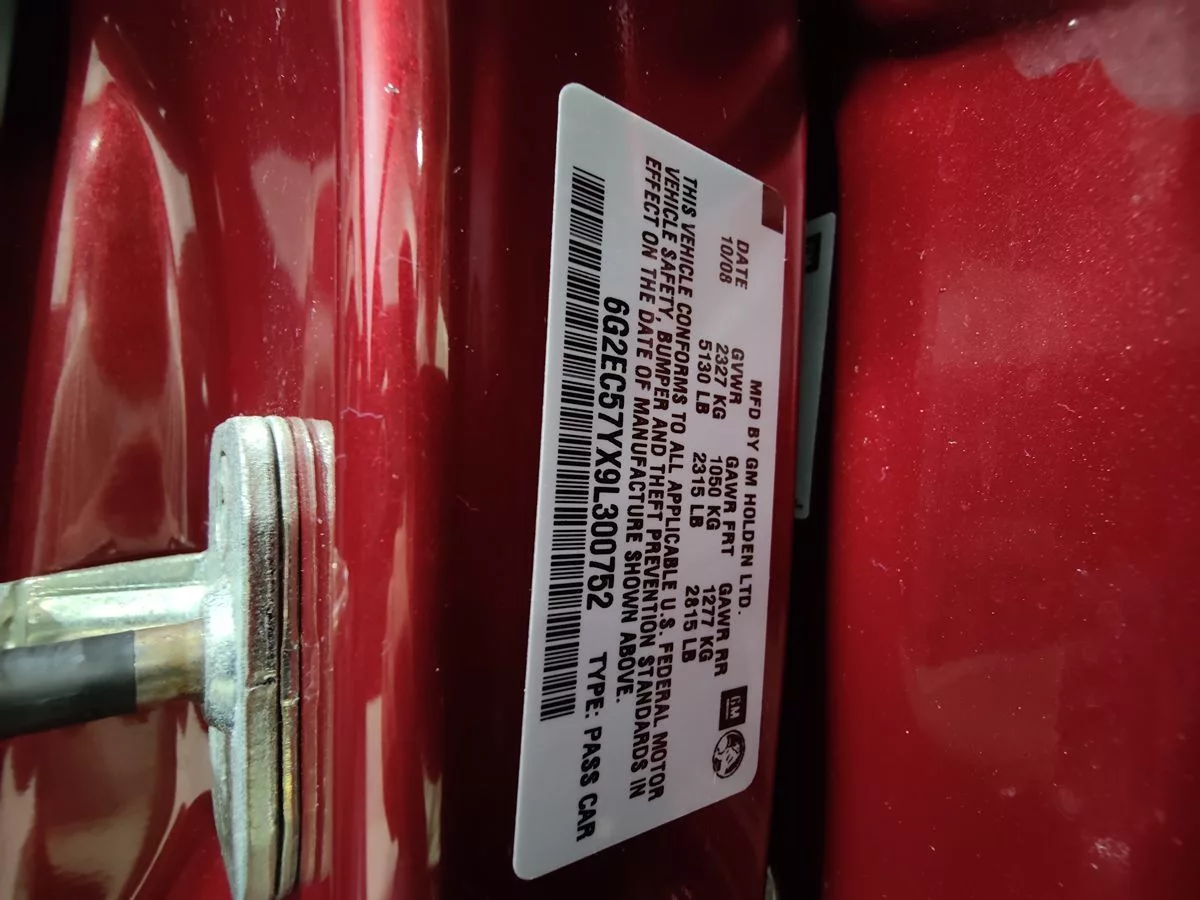 MFD BY GM HOLDEN LTD.
DATE GVWR GAWR FRT GAWR RR
10/08 2327 KG 1050 KG 1277 KG
5130 LB 2315 LB 2815 LB
GM
THIS VEHICLE CONFORMS TO ALL APPLICABLE U.S. FEDERAL MOTOR
VEHICLE SAFETY, BUMPER AND THEFT PREVENTION STANDARDS IN
EFFECT ON THE DATE OF MANUFACTURE SHOWN ABOVE.
6G2EC57YX9L300752 TYPE: PASS CAR